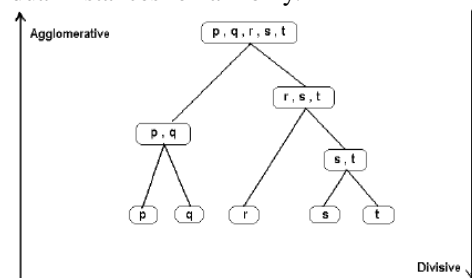 p , q , r , s , t
Agglomerative
r , s , t
p , q
s , t
p
q
r
s
t
Divisive